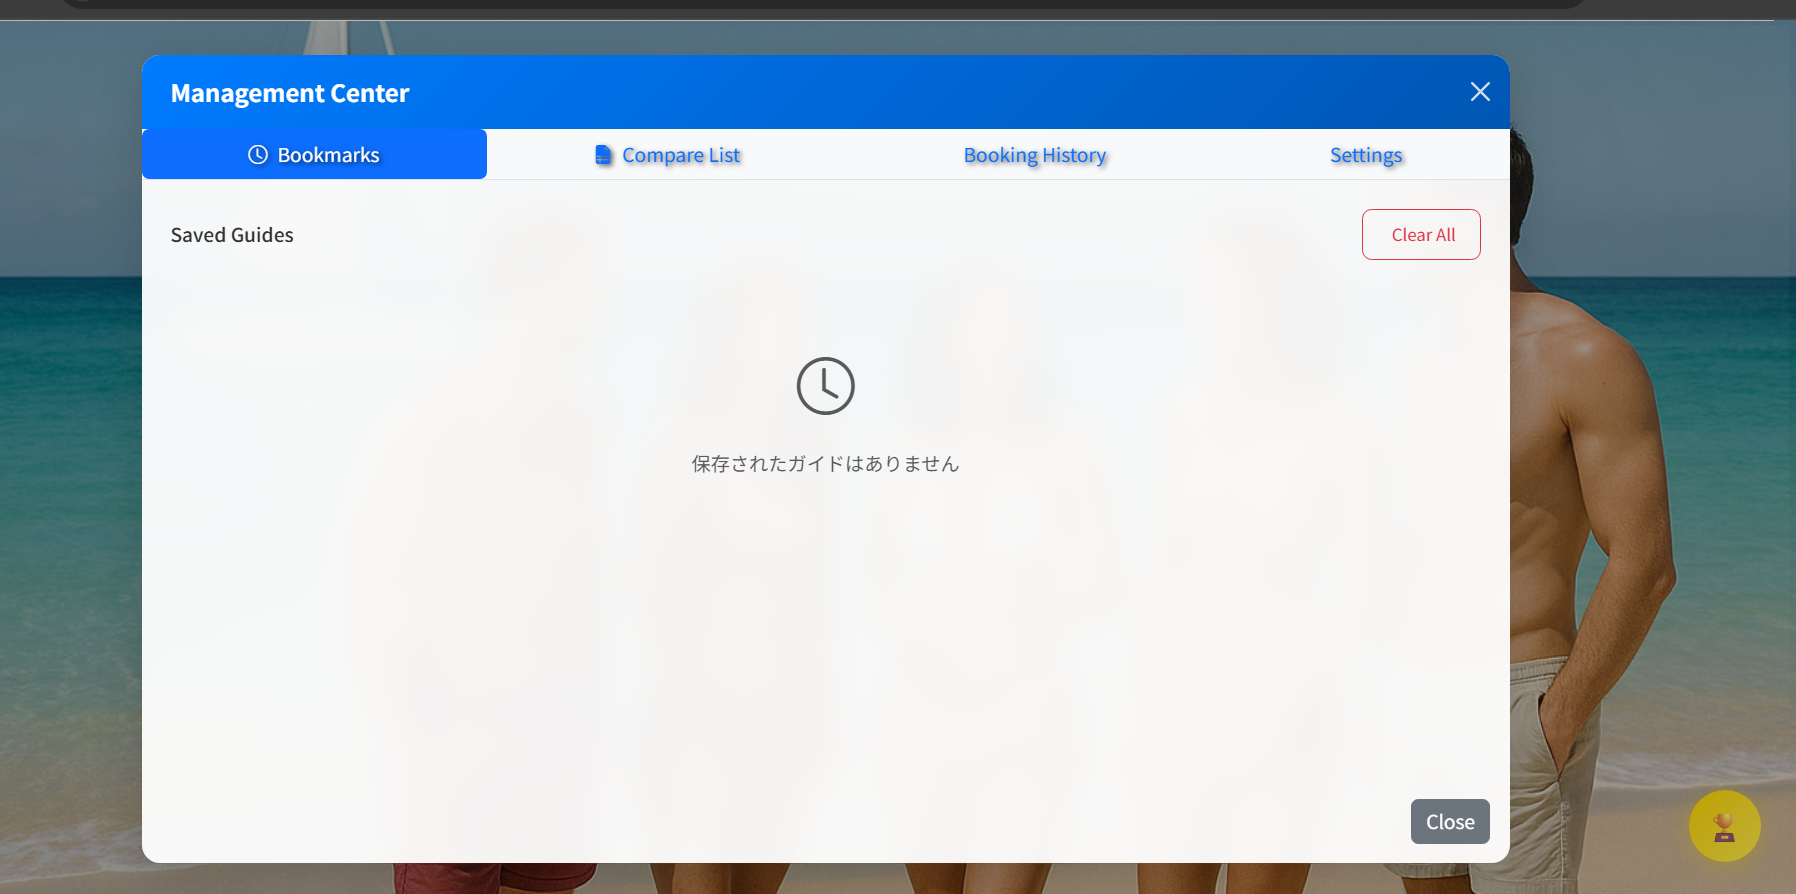 Management Center
Bookmarks
Compare List
Booking History
Settings
Saved Guides
Clear All
保存されたガイドはありません
Close